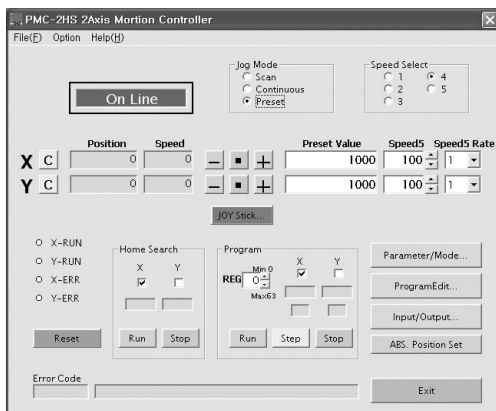 PMC-2HS 2Axis Mortion Controller
File(F) Option Help(H)
Jog Mode
Scan
Continuous
Preset
Speed Select
1 4
2 5
3
On Line
Position Speed Preset Value Speed5 Speed5 Rate
X C 0 0 1000 100 1
Y C 0 0 1000 100 1
JOY Stick...
X-RUN
Y-RUN
X-ERR
Y-ERR
Reset
Home Search
X Y
Run Stop
Program
REG Min 0
0
Max63
X Y
Run Step Stop
Parameter/Mode...
ProgramEdit...
Input/Output...
ABS. Position Set
Error Code
Exit